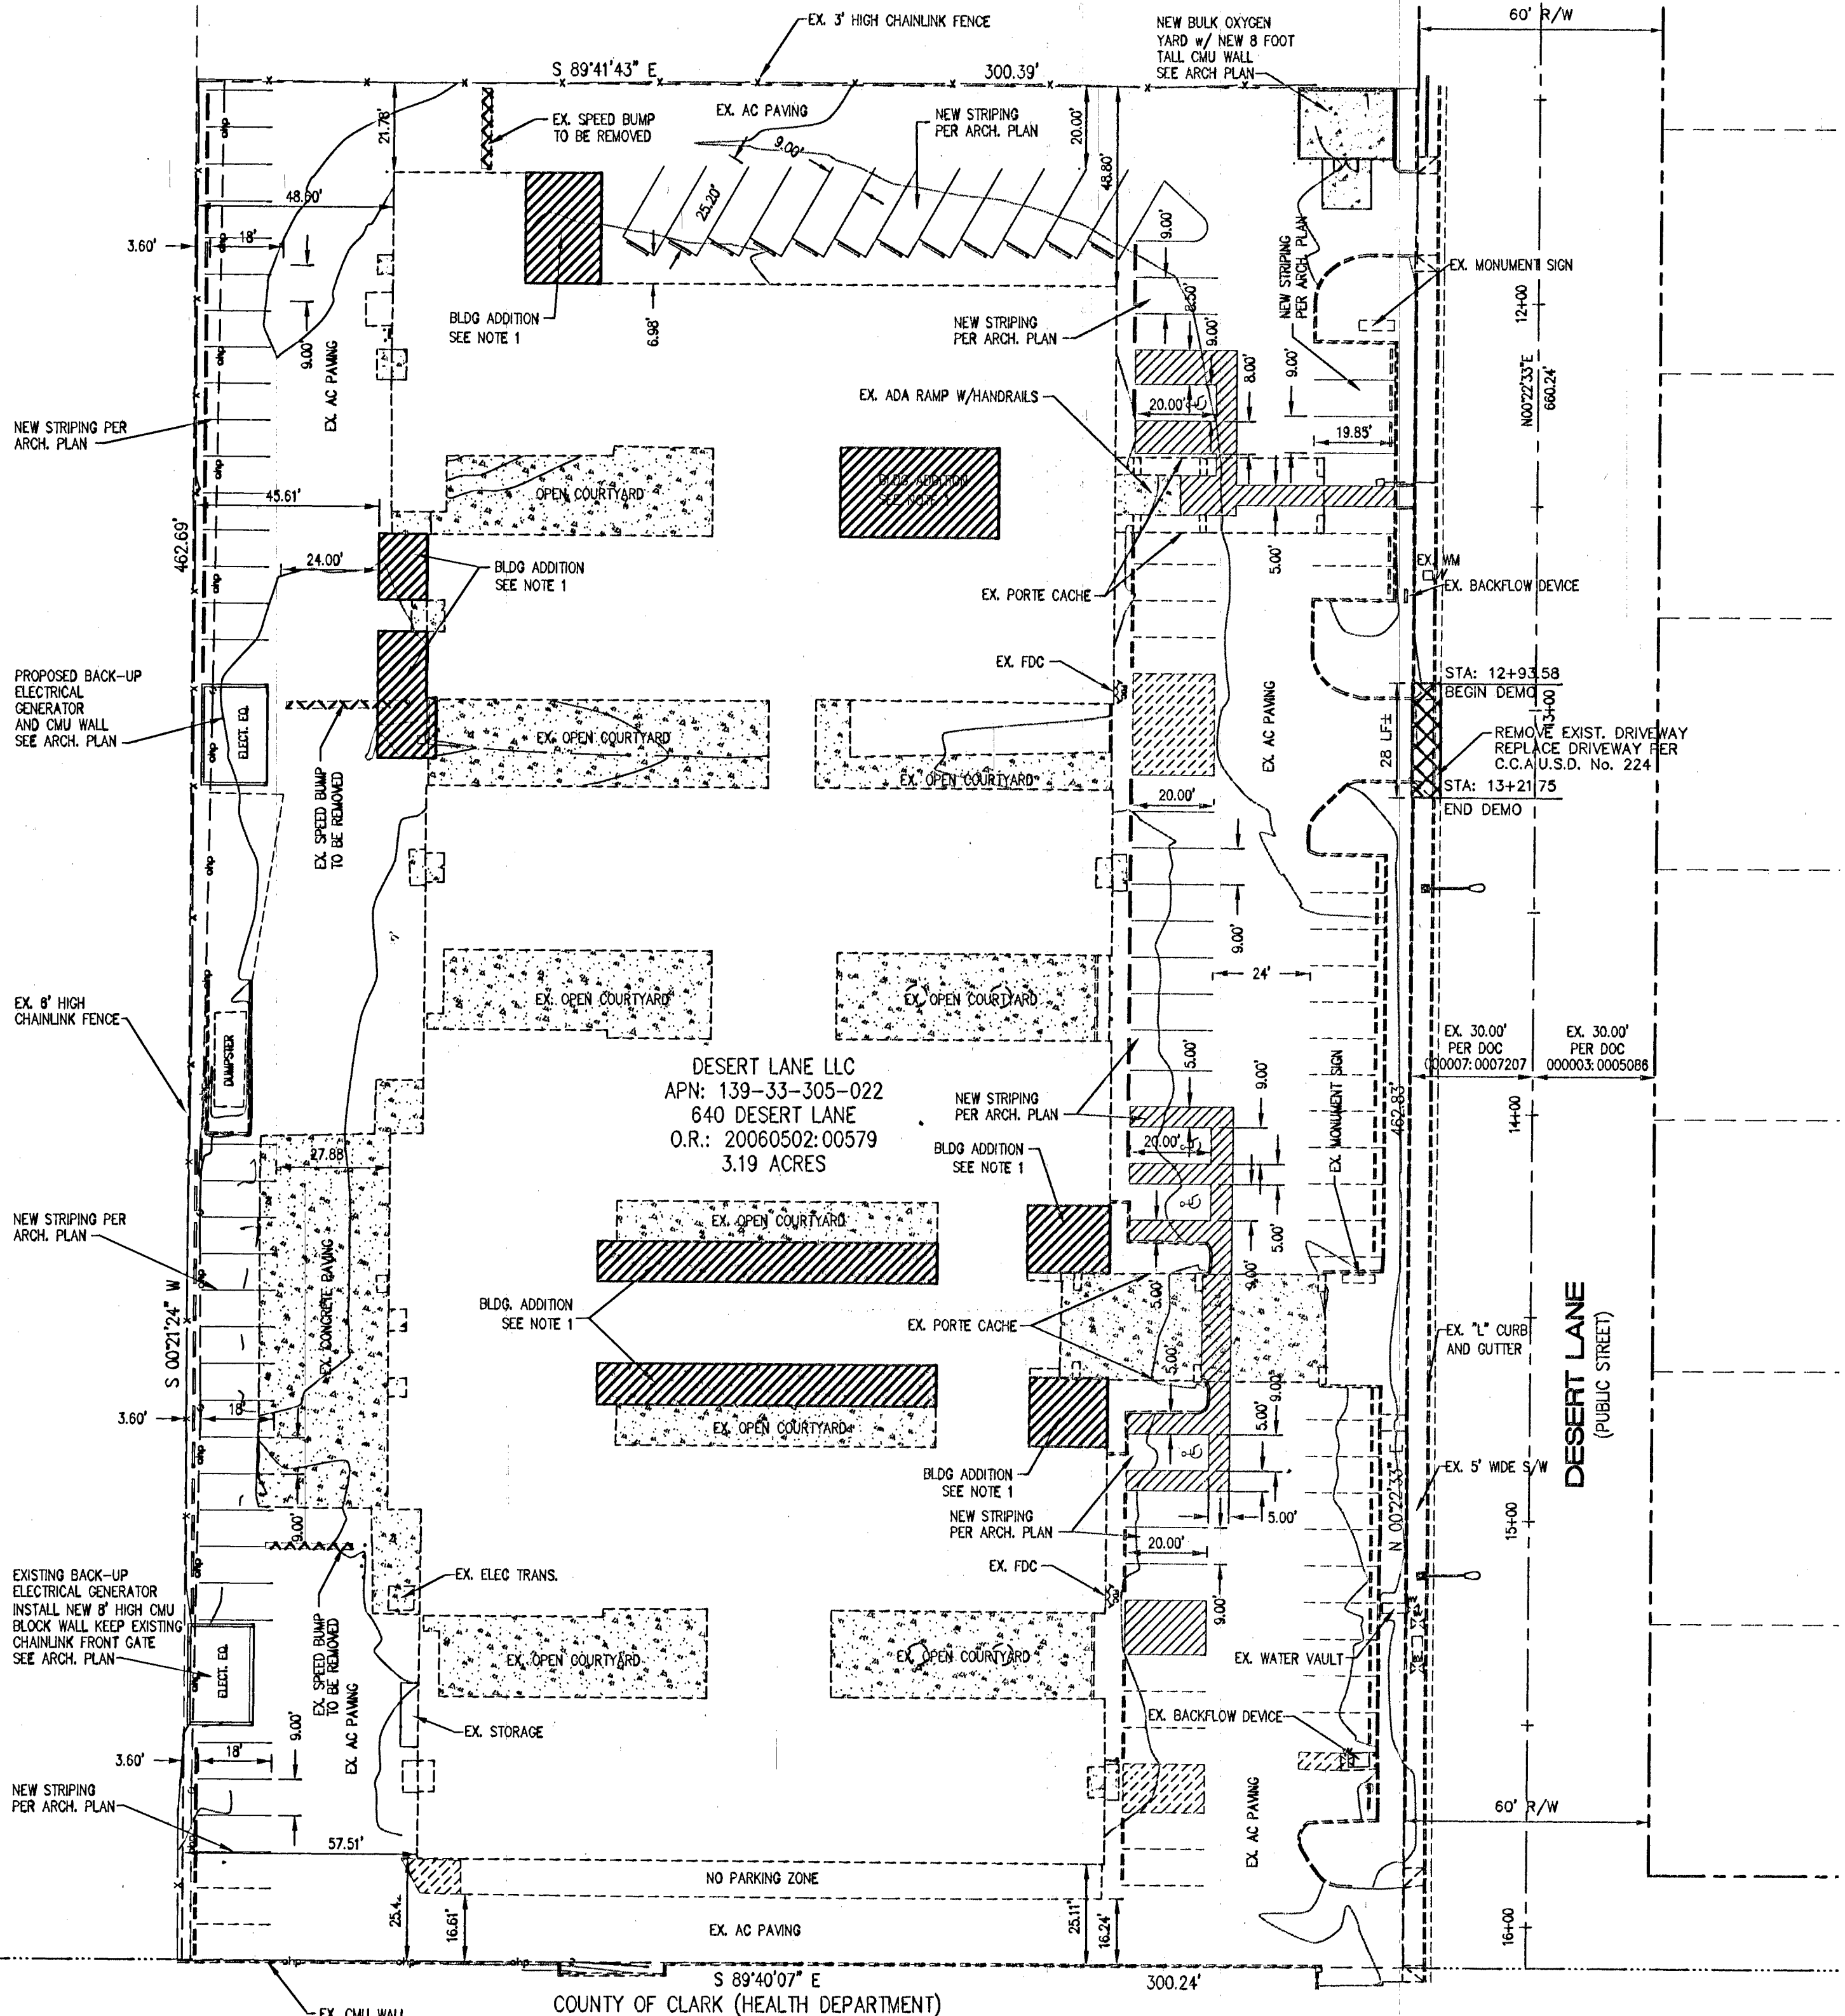 EX. 3' HIGH CHAINLINK FENCE
NEW BULK OXYGEN
YARD w/ NEW 8 FOOT
TALL CMU WALL
SEE ARCH PLAN
60' R/W
S 89°41'43" E
300.39'
EX. AC PAVING
EX. SPEED BUMP
TO BE REMOVED
NEW STRIPING
PER ARCH. PLAN
21.78'
20.00'
48.80'
9.00'
25.20'
48.60'
3.60'
18'
9.00'
9.00'
8.50'
6.98'
BLDG ADDITION
SEE NOTE 1
NEW STRIPING
PER ARCH. PLAN
NEW STRIPING
PER ARCH. PLAN
EX. MONUMENT SIGN
12+00
N00°22'33"E
660.24'
EX. AC PAVING
9.00'
8.00'
9.00'
EX. ADA RAMP W/HANDRAILS
20.00'
19.85'
NEW STRIPING PER
ARCH. PLAN
OPEN COURTYARD
BLDG ADDITION
SEE NOTE 1
45.61'
462.69'
24.00'
BLDG ADDITION
SEE NOTE 1
5.00'
EX. WM
EX. BACKFLOW DEVICE
EX. PORTE CACHE
EX. FDC
PROPOSED BACK-UP
ELECTRICAL
GENERATOR
AND CMU WALL
SEE ARCH. PLAN
ELECT. EQ.
EX. SPEED BUMP
TO BE REMOVED
EX. OPEN COURTYARD
EX. OPEN COURTYARD
EX. AC PAVING
28 LF±
STA: 12+93.58
BEGIN DEMO
13+00
REMOVE EXIST. DRIVEWAY
REPLACE DRIVEWAY PER
C.C.A.U.S.D. No. 224
STA: 13+21.75
END DEMO
20.00'
9.00'
24'
EX. 8' HIGH
CHAINLINK FENCE
DUMPSTER
EX. OPEN COURTYARD
EX. OPEN COURTYARD
EX. 30.00'
PER DOC
000007:0007207
EX. 30.00'
PER DOC
000003:0005086
DESERT LANE LLC
APN: 139-33-305-022
640 DESERT LANE
O.R.: 20060502:00579
3.19 ACRES
NEW STRIPING
PER ARCH. PLAN
5.00'
9.00'
EX. MONUMENT SIGN
462.83'
14+00
27.88'
BLDG ADDITION
SEE NOTE 1
20.00'
NEW STRIPING PER
ARCH. PLAN
EX. CONCRETE PAVING
EX. OPEN COURTYARD
5.00'
9.00'
5.00'
S 00°21'24" W
BLDG. ADDITION
SEE NOTE 1
EX. PORTE CACHE
5.00'
EX. "L" CURB
AND GUTTER
DESERT LANE
(PUBLIC STREET)
3.60'
18'
EX. OPEN COURTYARD
9.00'
5.00'
BLDG ADDITION
SEE NOTE 1
EX. 5' WIDE S/W
N 00°22'33"
15+00
NEW STRIPING
PER ARCH. PLAN
5.00'
9.00'
20.00'
EXISTING BACK-UP
ELECTRICAL GENERATOR
INSTALL NEW 8' HIGH CMU
BLOCK WALL KEEP EXISTING
CHAINLINK FRONT GATE
SEE ARCH. PLAN
EX. ELEC TRANS.
EX. FDC
9.00'
ELECT. EQ.
EX. SPEED BUMP
TO BE REMOVED
EX. OPEN COURTYARD
EX. OPEN COURTYARD
EX. WATER VAULT
EX. BACKFLOW DEVICE
EX. STORAGE
EX. AC PAVING
9.00'
3.60'
18'
NEW STRIPING
PER ARCH. PLAN
57.51'
60' R/W
EX. AC PAVING
NO PARKING ZONE
25.4
16.61'
EX. AC PAVING
25.11'
16.24'
16+00
S 89°40'07" E
300.24'
COUNTY OF CLARK (HEALTH DEPARTMENT)
EX. CMU WALL